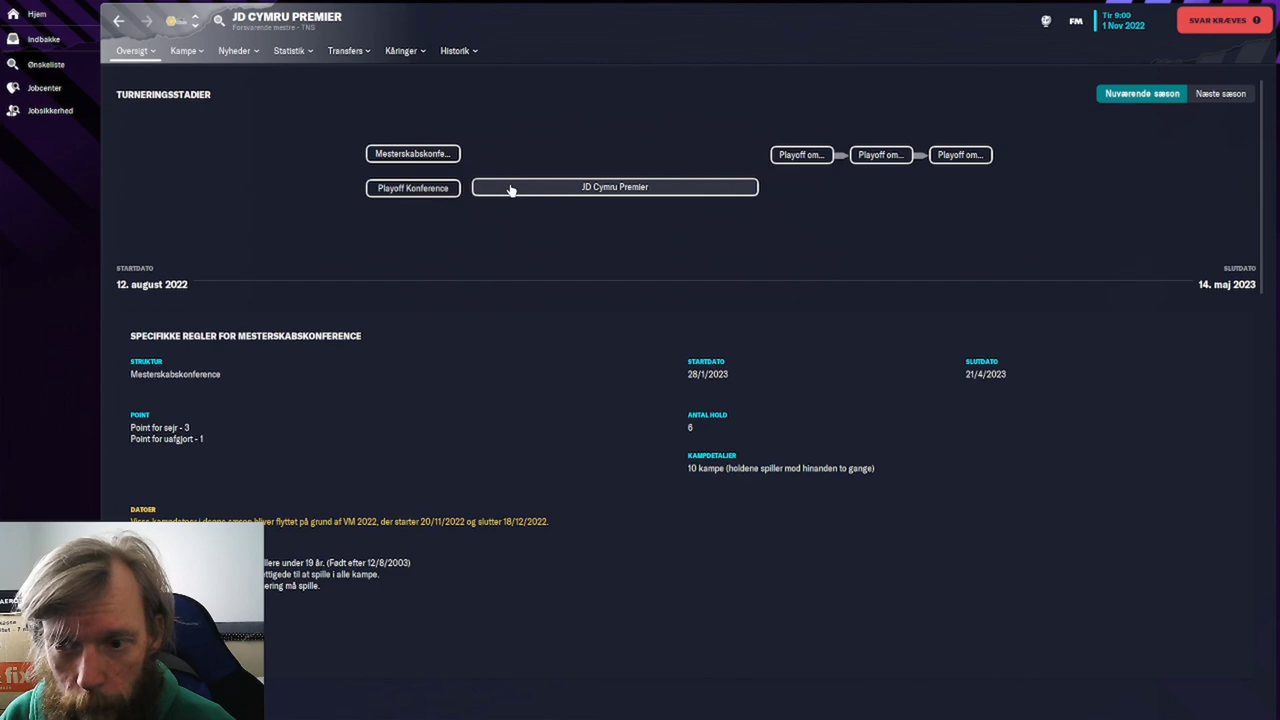 Hjem
Indbakke
Ønskeliste
Jobcenter
Jobsikkerhed
JD CYMRU PREMIER
Forsvarende mestre - TNS
FM
Tir 9:00
1 Nov 2022
SVAR KRÆVES
Oversigt
Kampe
Nyheder
Statistik
Transfers
Kåringer
Historik
TURNERINGSSTADIER
Nuværende sæson
Næste sæson
Mesterskabskonfe...
Playoff Konference
JD Cymru Premier
Playoff om...
Playoff om...
Playoff om...
STARTDATO
12. august 2022
SLUTDATO
14. maj 2023
SPECIFIKKE REGLER FOR MESTERSKABSKONFERENCE
STRUKTUR
Mesterskabskonference
STARTDATO
28/1/2023
SLUTDATO
21/4/2023
POINT
Point for sejr - 3
Point for uafgjort - 1
ANTAL HOLD
6
KAMPDETALJER
10 kampe (holdene spiller mod hinanden to gange)
DATOER
Visse kampdatoer i denne sæson bliver flyttet på grund af VM 2022, der starter 20/11/2022 og slutter 18/12/2022.
under 19 år. (Født efter 12/8/2003)
til at spille i alle kampe.
må spille.